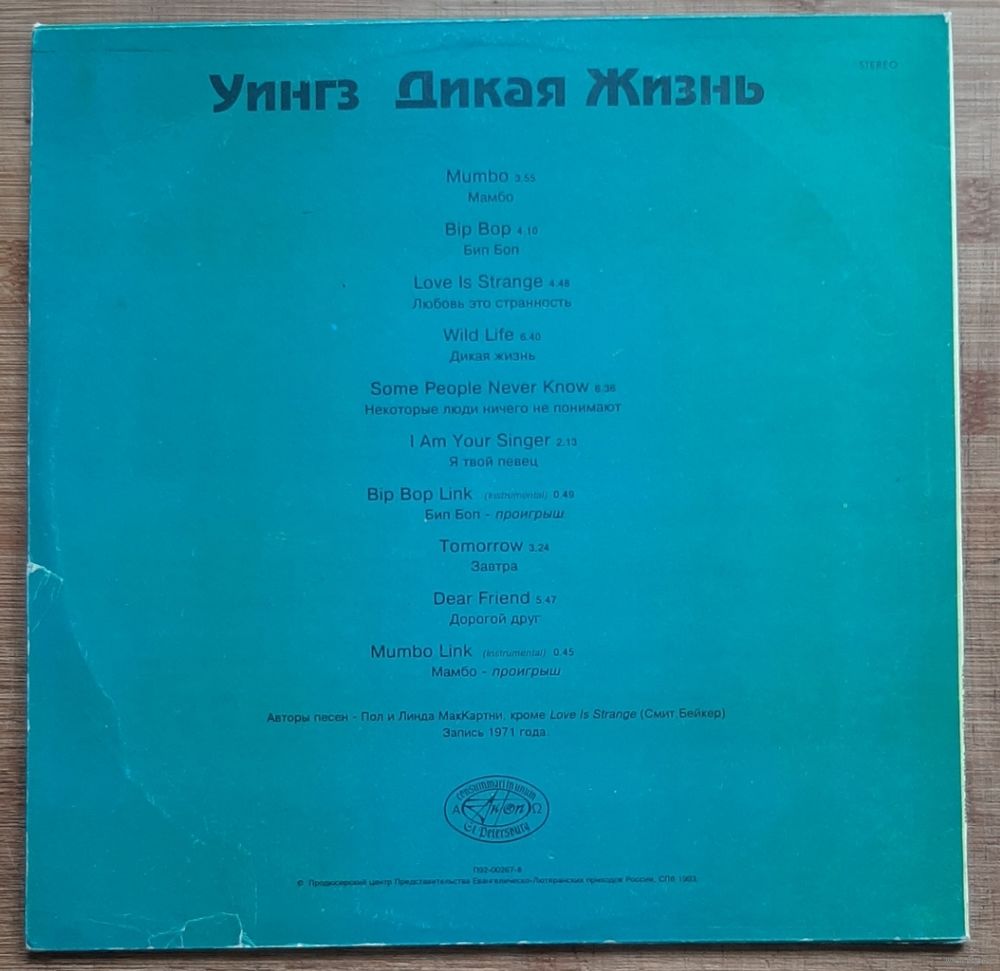 STEREO
Уингз Дикая Жизнь
Mumbo 3.55
Мамбо
Bip Bop 4.10
Бип Боп
Love Is Strange 4.48
Любовь это странность
Wild Life 6.40
Дикая жизнь
Some People Never Know 6.36
Некоторые люди ничего не понимают
I Am Your Singer 2.13
Я твой певец
Bip Bop Link (Instrumental) 0.49
Бип Боп - проигрыш
Tomorrow 3.24
Завтра
Dear Friend 5.47
Дорогой друг
Mumbo Link (Instrumental) 0.45
Мамбо - проигрыш
Авторы песен - Пол и Линда МакКартни, кроме Love Is Strange (Смит, Бейкер)
Запись 1971 года.
consummari in unum
Α Ω
St. Petersburg
П92-00267-8
© Продюсерский центр Представительства Евангелическо-Лютеранских приходов России, СПб 1993.